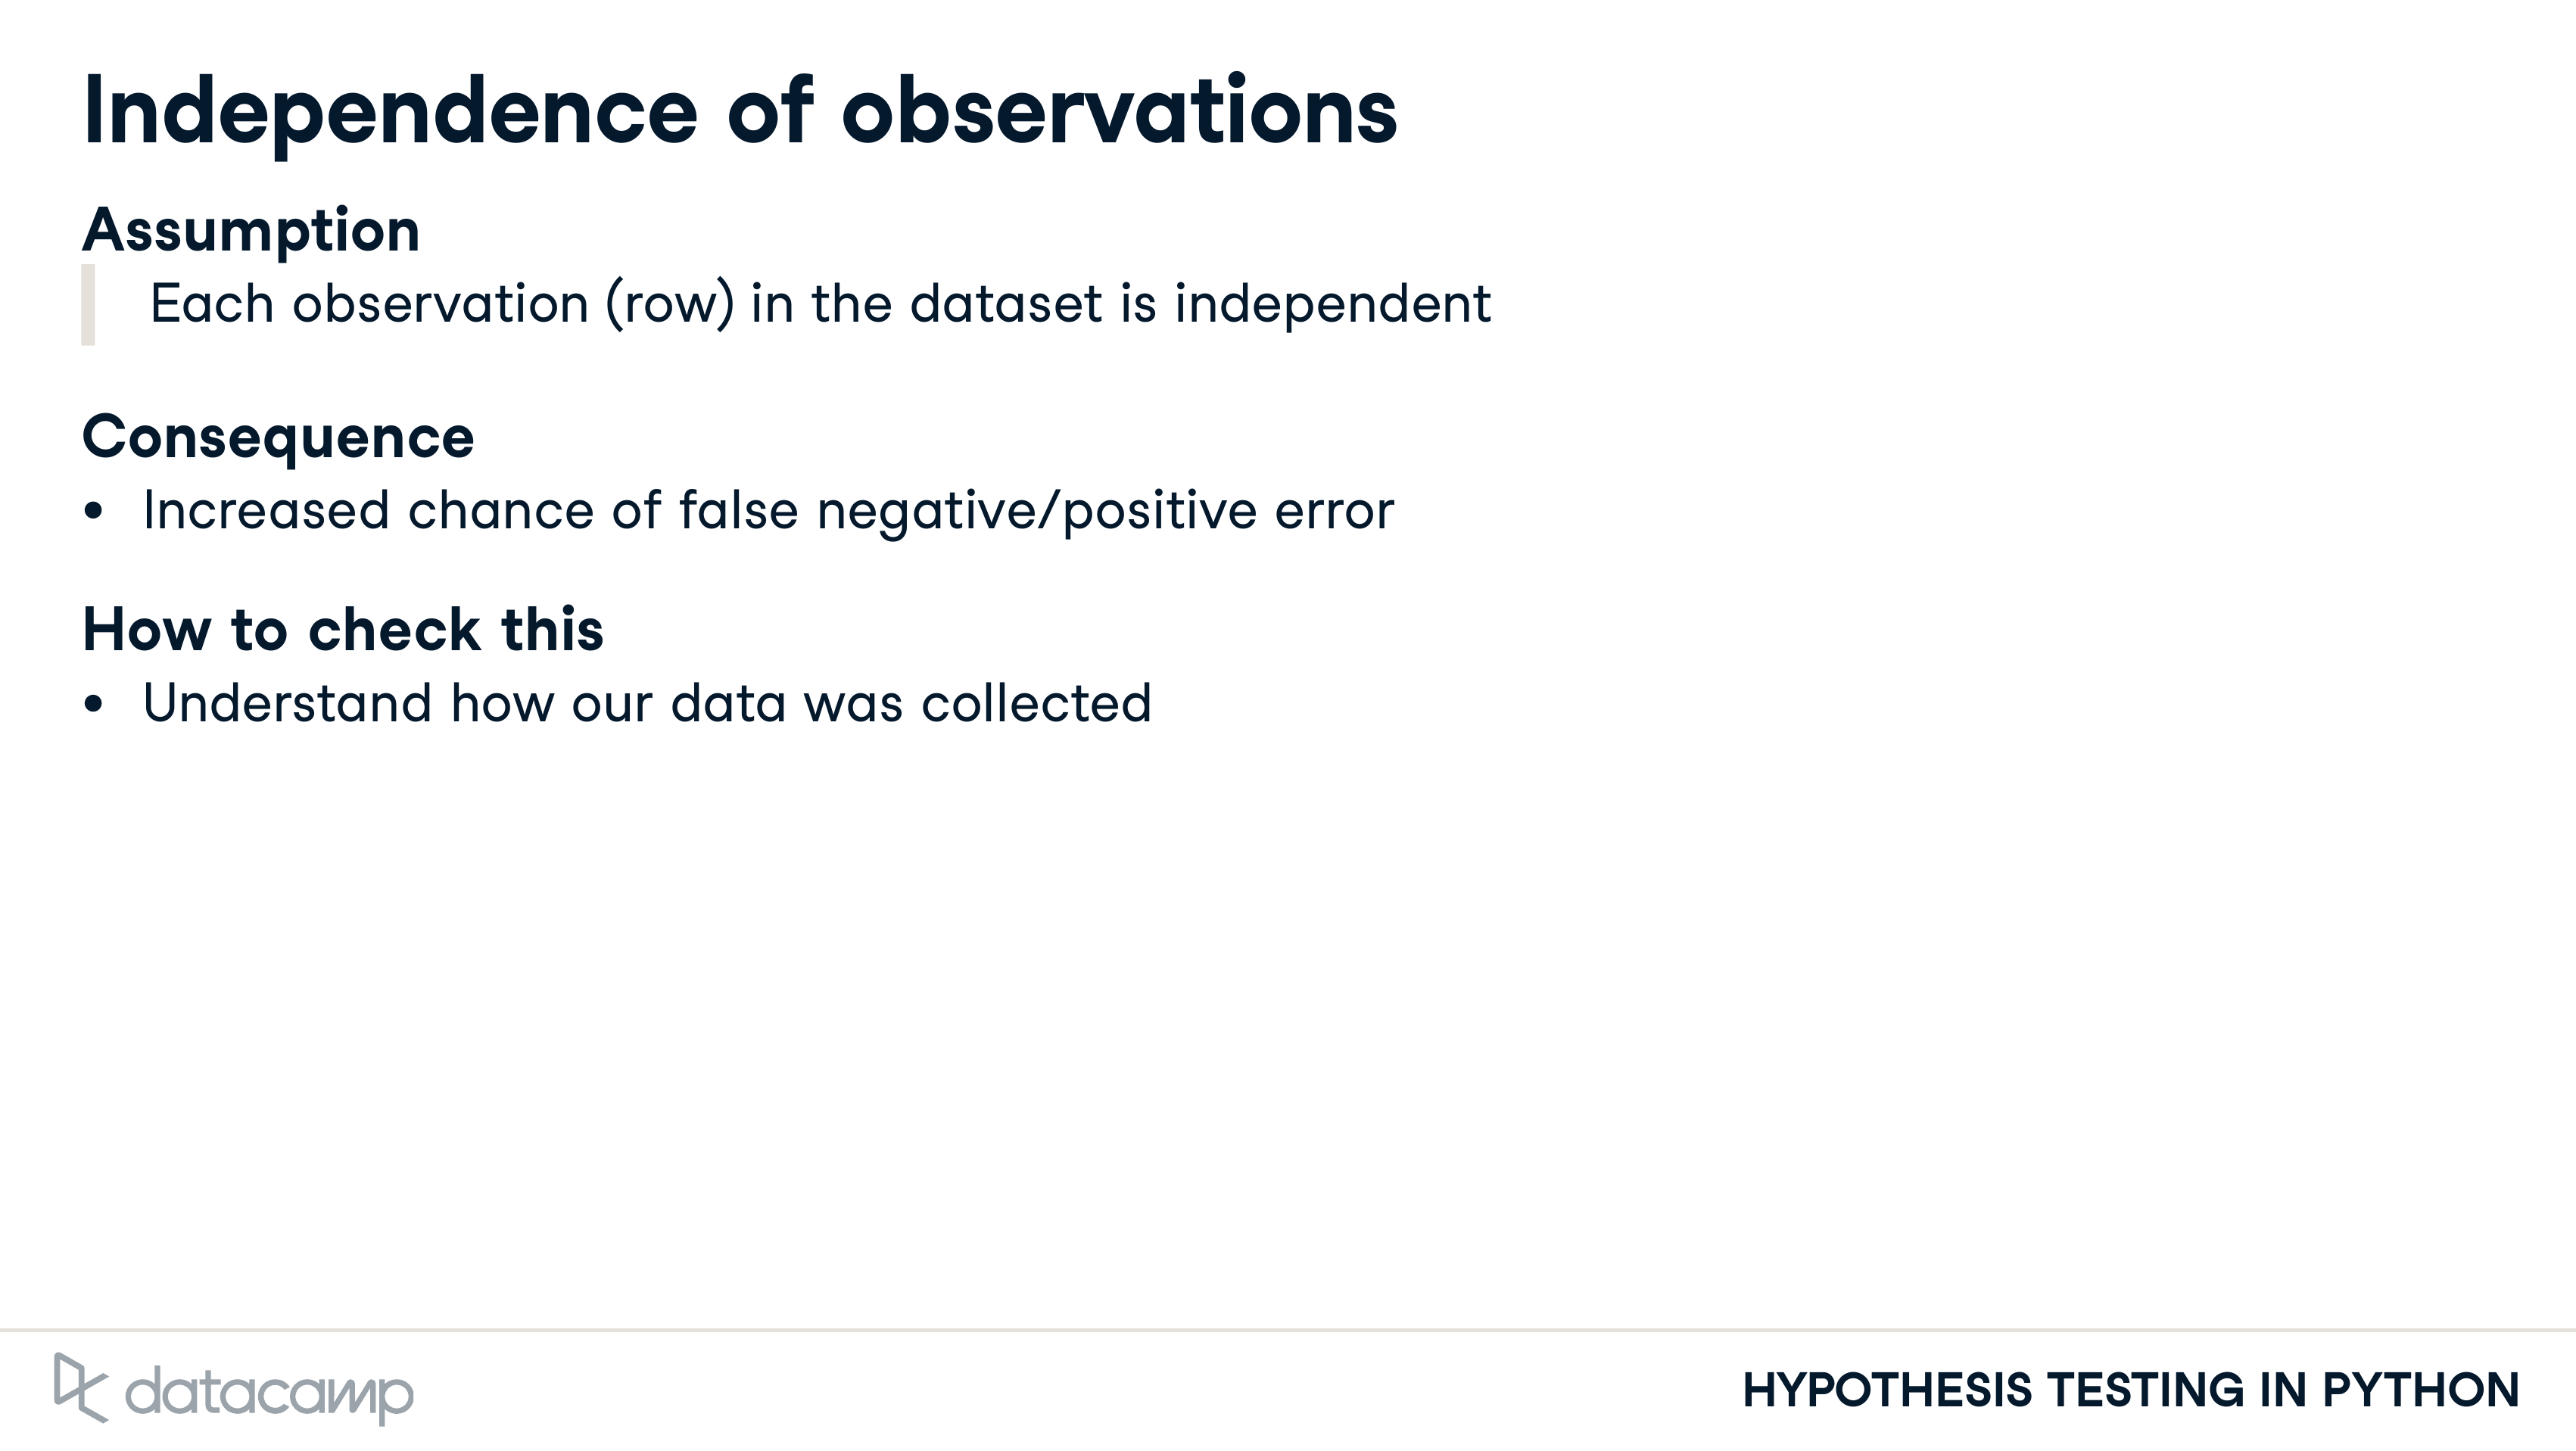 Independence of observations
Assumption
Each observation (row) in the dataset is independent
Consequence
• Increased chance of false negative/positive error
How to check this
• Understand how our data was collected
datacamp
HYPOTHESIS TESTING IN PYTHON